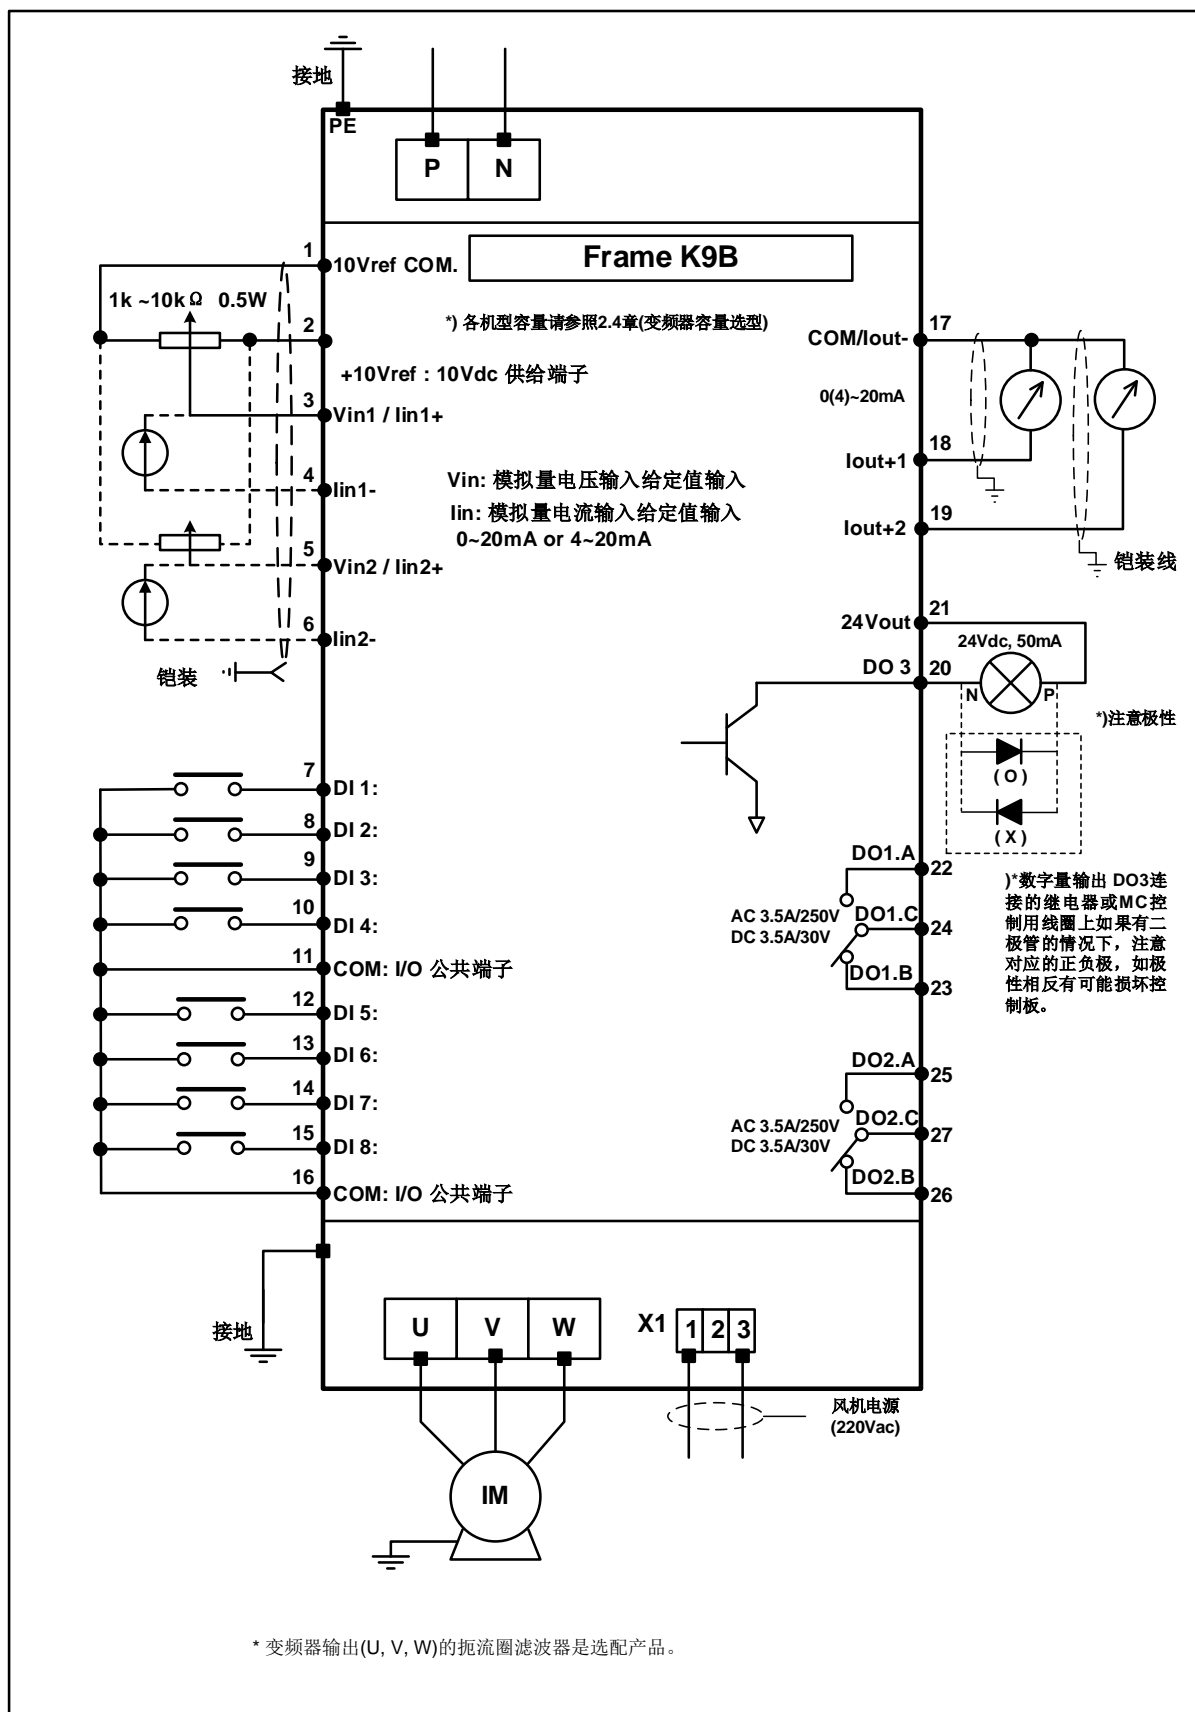 接地
PE
P N
Frame K9B
1
10Vref COM.
1k ~10kΩ 0.5W
2
*) 各机型容量请参照2.4章(变频器容量选型)
+10Vref : 10Vdc 供给端子
3
Vin1 / Iin1+
4
Iin1-
Vin: 模拟量电压输入给定值输入
Iin: 模拟量电流输入给定值输入
0~20mA or 4~20mA
5
Vin2 / Iin2+
6
Iin2-
铠装
17
COM/Iout-
0(4)~20mA
18
Iout+1
19
Iout+2
铠装线
21
24Vout
24Vdc, 50mA
DO 3
20
N P
*)注意极性
(O)
(X)
7
DI 1:
8
DI 2:
9
DI 3:
10
DI 4:
11
COM: I/O 公共端子
12
DI 5:
13
DI 6:
14
DI 7:
15
DI 8:
16
COM: I/O 公共端子
DO1.A
22
AC 3.5A/250V
DC 3.5A/30V
DO1.C
24
DO1.B
23
)*数字量输出 DO3连
接的继电器或MC控
制用线圈上如果有二
极管的情况下，注意
对应的正负极，如极
性相反有可能损坏控
制板。
DO2.A
25
AC 3.5A/250V
DC 3.5A/30V
DO2.C
27
DO2.B
26
接地
U V W
X1
1 2 3
风机电源
(220Vac)
IM
* 变频器输出(U, V, W)的扼流圈滤波器是选配产品。